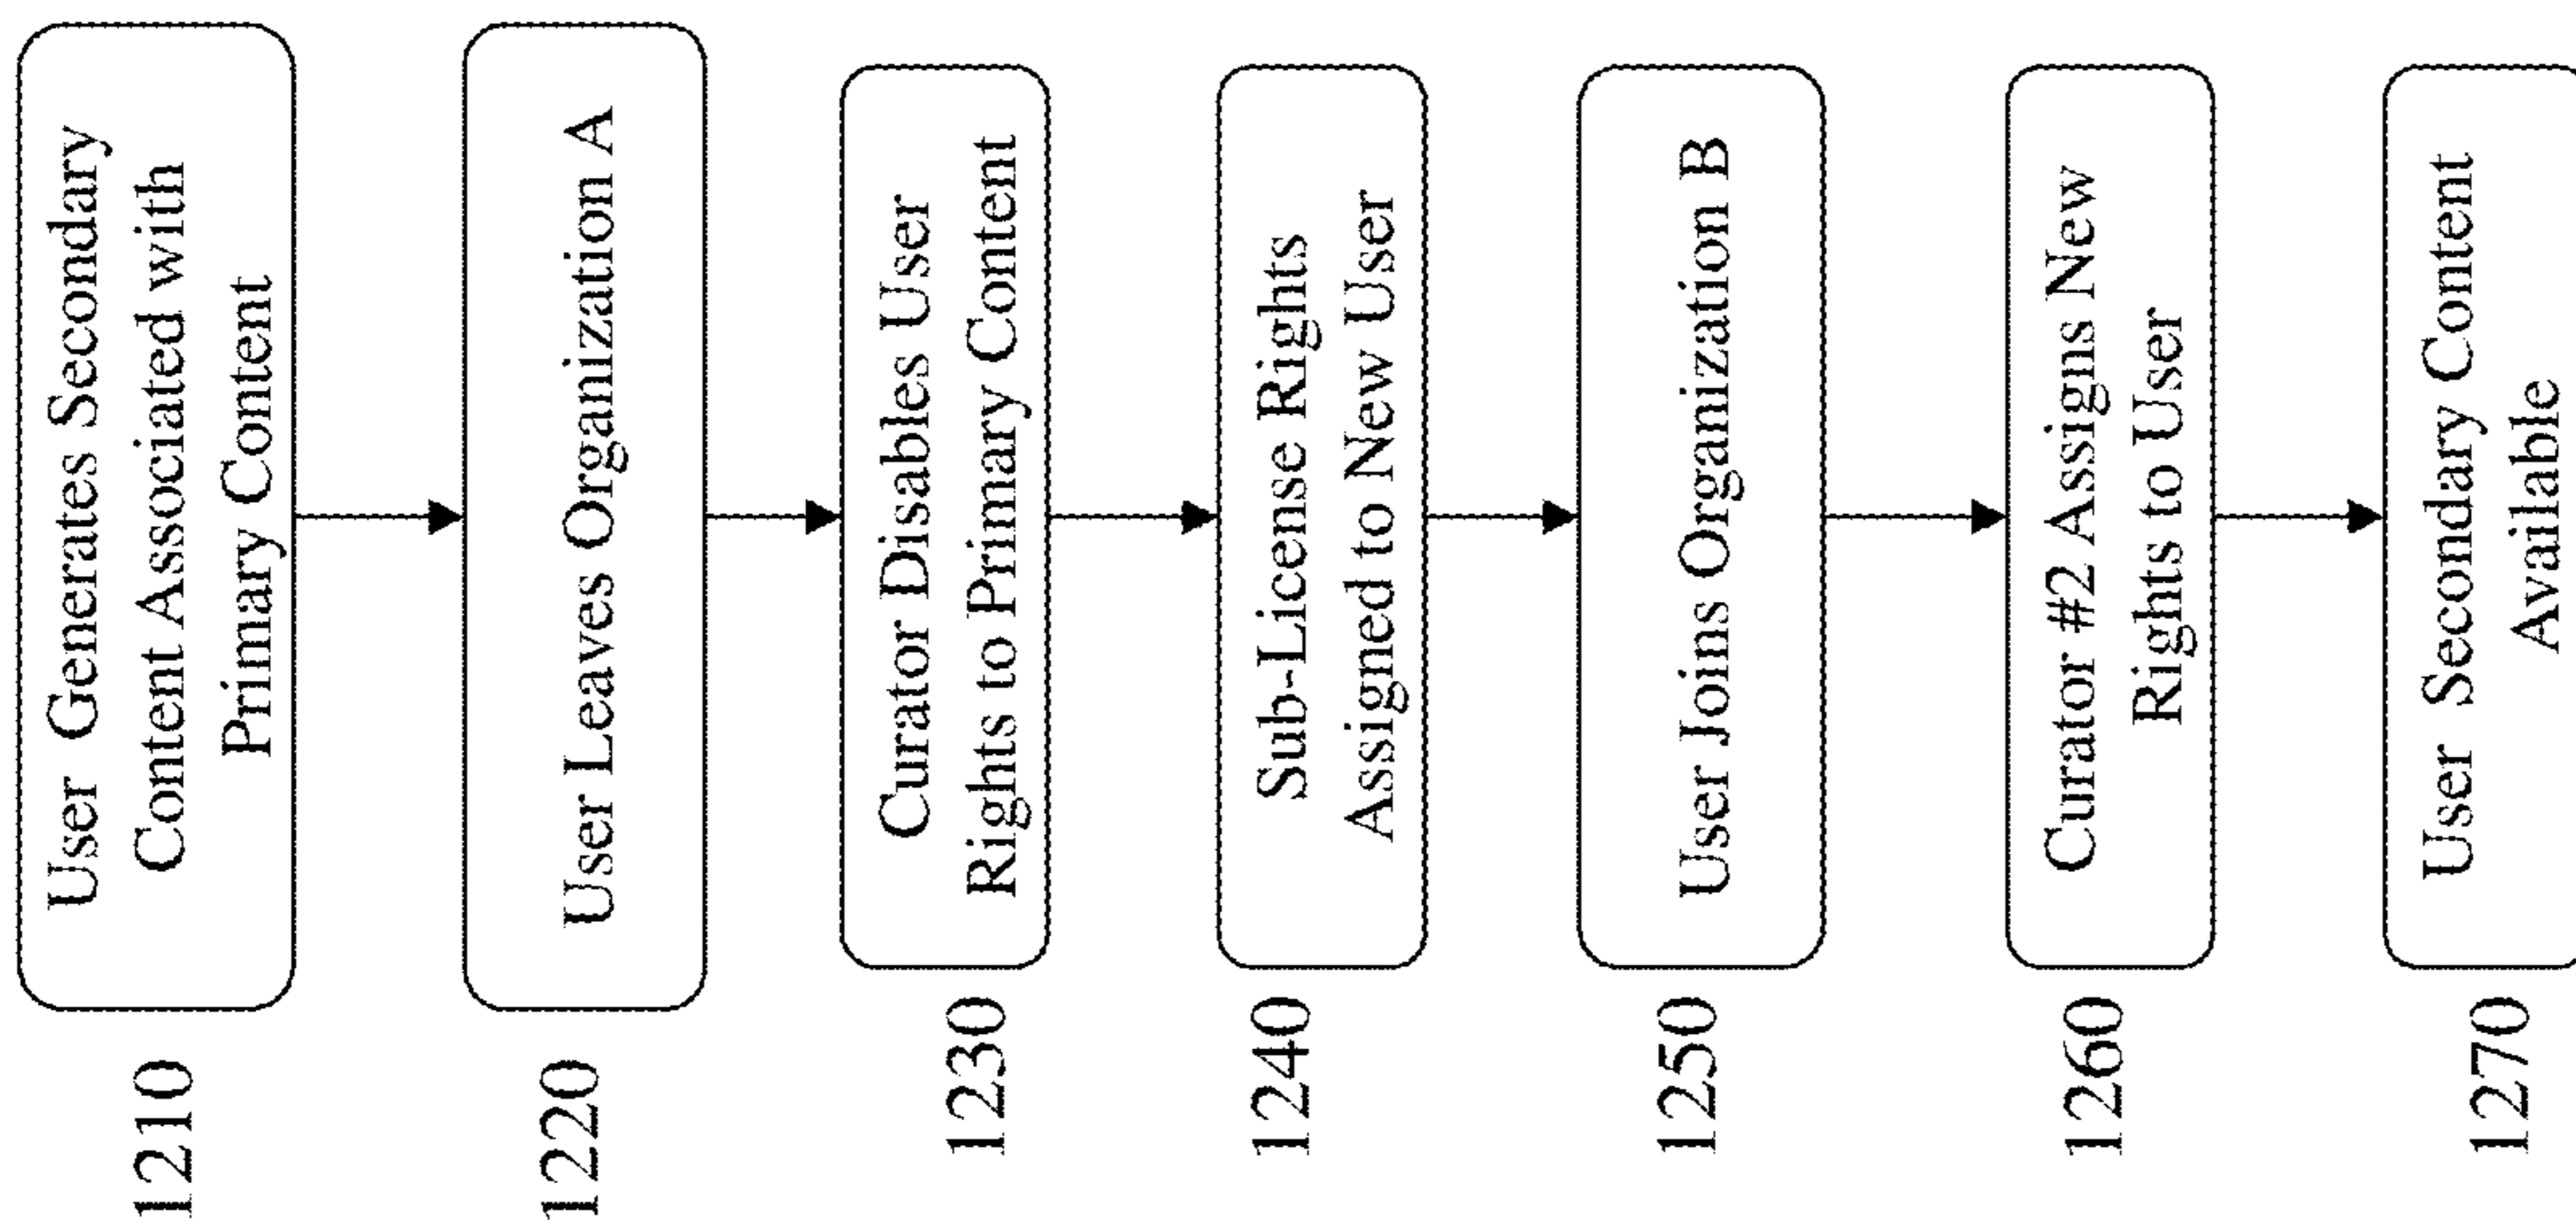 1210
User Generates Secondary
Content Associated with
Primary Content
1220
User Leaves Organization A
1230
Curator Disables User
Rights to Primary Content
1240
Sub-License Rights
Assigned to New User
1250
User Joins Organization B
1260
Curator #2 Assigns New
Rights to User
1270
User Secondary Content
Available